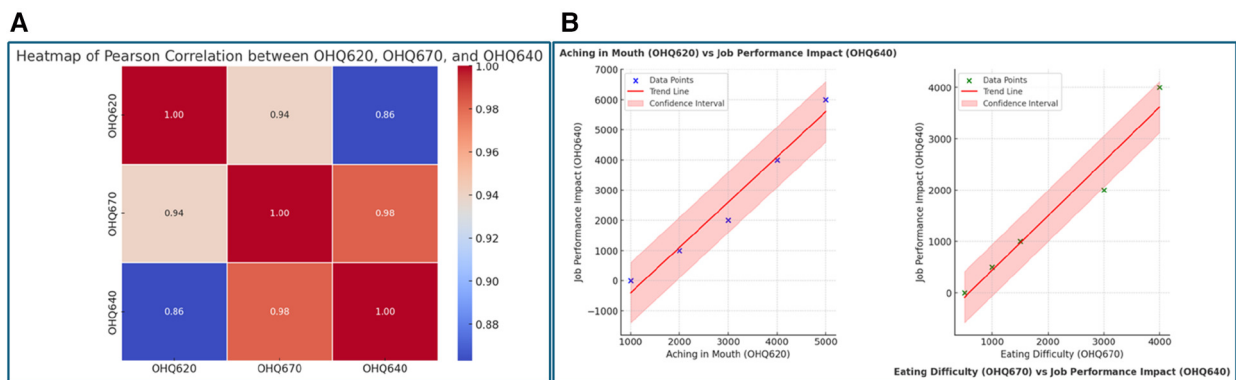 A
B
Heatmap of Pearson Correlation between OHQ620, OHQ670, and OHQ640
OHQ620
OHQ670
OHQ640
1.00
0.94
0.86
0.94
1.00
0.98
0.86
0.98
1.00
OHQ620
OHQ670
OHQ640
1.00
0.98
0.96
0.94
0.92
0.90
0.88
Aching in Mouth (OHQ620) vs Job Performance Impact (OHQ640)
Job Performance Impact (OHQ640)
7000
6000
5000
4000
3000
2000
1000
0
−1000
Data Points
Trend Line
Confidence Interval
1000
2000
3000
4000
5000
Aching in Mouth (OHQ620)
Job Performance Impact (OHQ640)
4000
3000
2000
1000
0
Data Points
Trend Line
Confidence Interval
1000
2000
3000
4000
Eating Difficulty (OHQ670)
Eating Difficulty (OHQ670) vs Job Performance Impact (OHQ640)